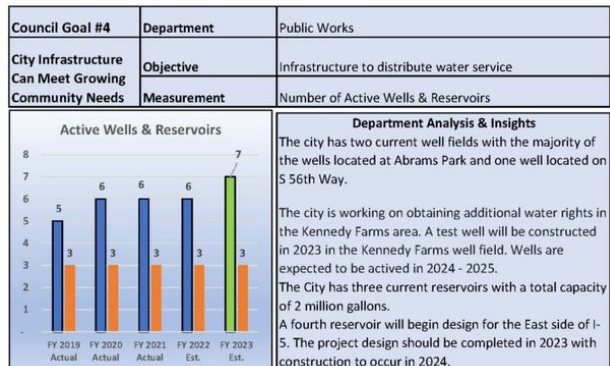 Council Goal #4 Department Public Works
City Infrastructure
Can Meet Growing
Community Needs
Objective Infrastructure to distribute water service
Measurement Number of Active Wells & Reservoirs
Active Wells & Reservoirs
8
7
6
5
4
3
2
1
-
5 3
6 3
6 3
6 3
7 3
FY 2019 FY 2020 FY 2021 FY 2022 FY 2023
Actual Actual Actual Est. Est.
Department Analysis & Insights
The city has two current well fields with the majority of
the wells located at Abrams Park and one well located on
S 56th Way.
The city is working on obtaining additional water rights in
the Kennedy Farms area. A test well will be constructed
in 2023 in the Kennedy Farms well field. Wells are
expected to be actived in 2024 - 2025.
The City has three current reservoirs with a total capacity
of 2 million gallons.
A fourth reservoir will begin design for the East side of I-
5. The project design should be completed in 2023 with
construction to occur in 2024.